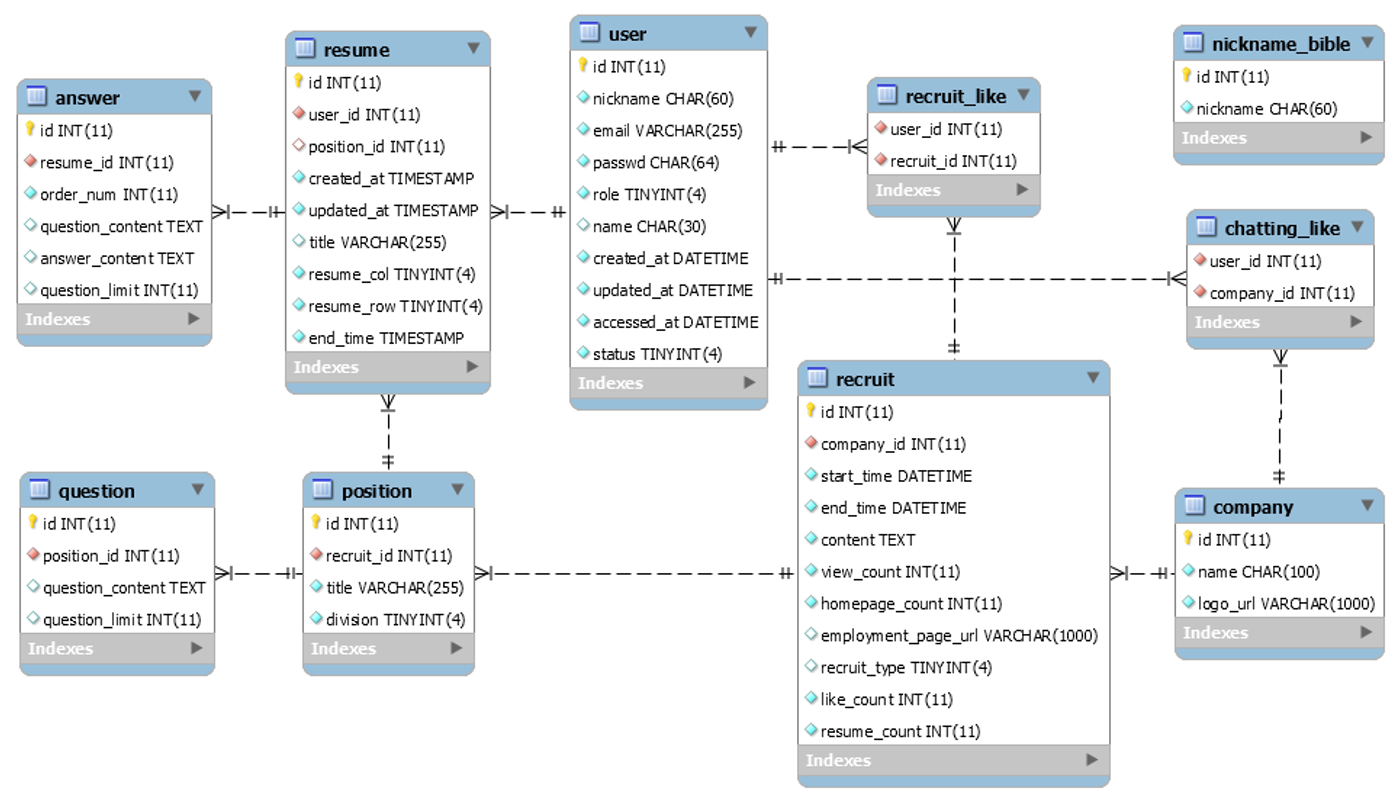 answer
id INT(11)
resume_id INT(11)
order_num INT(11)
question_content TEXT
answer_content TEXT
question_limit INT(11)
Indexes
resume
id INT(11)
user_id INT(11)
position_id INT(11)
created_at TIMESTAMP
updated_at TIMESTAMP
title VARCHAR(255)
resume_col TINYINT(4)
resume_row TINYINT(4)
end_time TIMESTAMP
Indexes
user
id INT(11)
nickname CHAR(60)
email VARCHAR(255)
passwd CHAR(64)
role TINYINT(4)
name CHAR(30)
created_at DATETIME
updated_at DATETIME
accessed_at DATETIME
status TINYINT(4)
Indexes
recruit_like
user_id INT(11)
recruit_id INT(11)
Indexes
nickname_bible
id INT(11)
nickname CHAR(60)
Indexes
chatting_like
user_id INT(11)
company_id INT(11)
Indexes
question
id INT(11)
position_id INT(11)
question_content TEXT
question_limit INT(11)
Indexes
position
id INT(11)
recruit_id INT(11)
title VARCHAR(255)
division TINYINT(4)
Indexes
recruit
id INT(11)
company_id INT(11)
start_time DATETIME
end_time DATETIME
content TEXT
view_count INT(11)
homepage_count INT(11)
employment_page_url VARCHAR(1000)
recruit_type TINYINT(4)
like_count INT(11)
resume_count INT(11)
Indexes
company
id INT(11)
name CHAR(100)
logo_url VARCHAR(1000)
Indexes